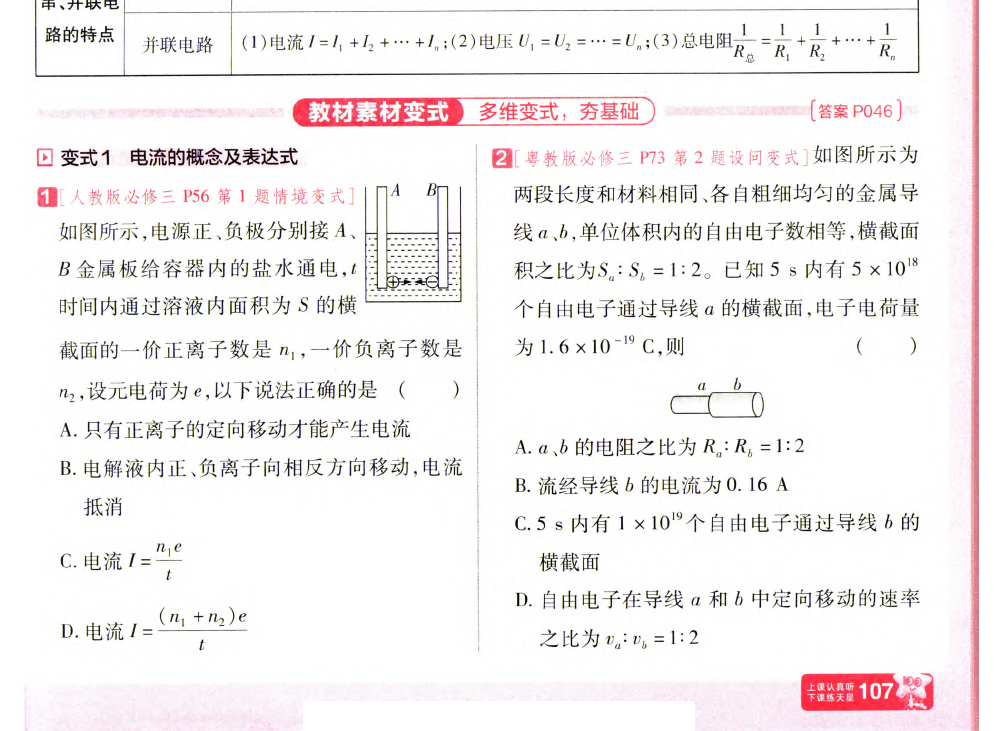 串、并联电
路的特点
并联电路
(1)电流 I=I₁+I₂+…+Iₙ;(2)电压 U₁=U₂=…=Uₙ;(3)总电阻 1/R总=1/R₁+1/R₂+…+1/Rₙ
教材素材变式 多维变式，夯基础
[答案 P046]
变式1 电流的概念及表达式
1[人教版必修三 P56 第 1 题情境变式]
如图所示,电源正、负极分别接 A、
B 金属板给容器内的盐水通电,t
时间内通过溶液内面积为 S 的横
截面的一价正离子数是 n₁,一价负离子数是
n₂,设元电荷为 e,以下说法正确的是 ( )
A B
A. 只有正离子的定向移动才能产生电流
B. 电解液内正、负离子向相反方向移动,电流
抵消
C. 电流 I=n₁e/t
D. 电流 I=(n₁+n₂)e/t
2[粤教版必修三 P73 第 2 题设问变式]如图所示为
两段长度和材料相同、各自粗细均匀的金属导
线 a、b,单位体积内的自由电子数相等,横截面
积之比为Sₐ∶S_b=1∶2。已知 5 s 内有 5×10¹⁸
个自由电子通过导线 a 的横截面,电子电荷量
为 1.6×10⁻¹⁹ C,则 ( )
a b
A. a、b 的电阻之比为 Rₐ∶R_b=1∶2
B. 流经导线 b 的电流为 0.16 A
C. 5 s 内有 1×10¹⁹个自由电子通过导线 b 的
横截面
D. 自由电子在导线 a 和 b 中定向移动的速率
之比为 vₐ∶v_b=1∶2
上课认真听
下课练天星
107